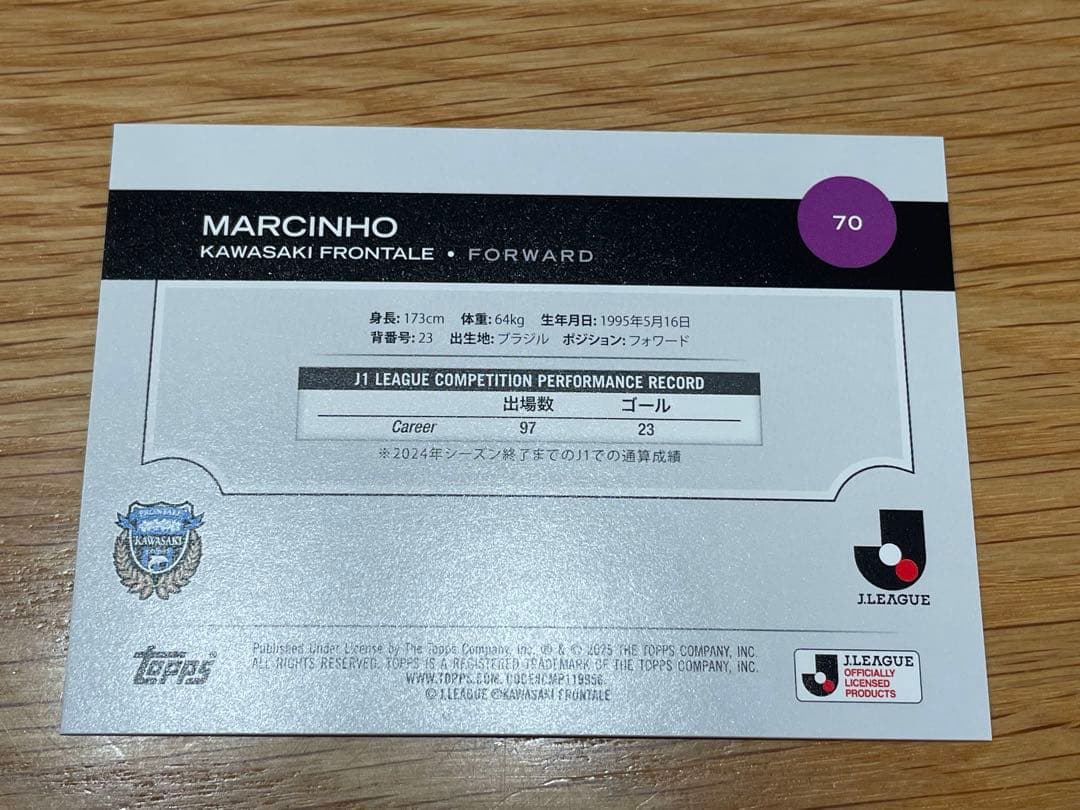 MARCINHO
70
KAWASAKI FRONTALE • FORWARD
身長: 173cm 体重: 64kg 生年月日: 1995年5月16日
背番号: 23 出生地: ブラジル ポジション: フォワード
J1 LEAGUE COMPETITION PERFORMANCE RECORD
出場数 ゴール
Career 97 23
※2024年シーズン終了までのJ1での通算成績
FRONTALE
KAWASAKI
J.LEAGUE
topps
Published Under License by The Topps Company, Inc. ® & © 2025 THE TOPPS COMPANY, INC.
ALL RIGHTS RESERVED. TOPPS IS A REGISTERED TRADEMARK OF THE TOPPS COMPANY, INC.
WWW.TOPPS.COM. CODE#CMP119956
© J.LEAGUE ©KAWASAKI FRONTALE
J.LEAGUE
OFFICIALLY
LICENSED
PRODUCTS